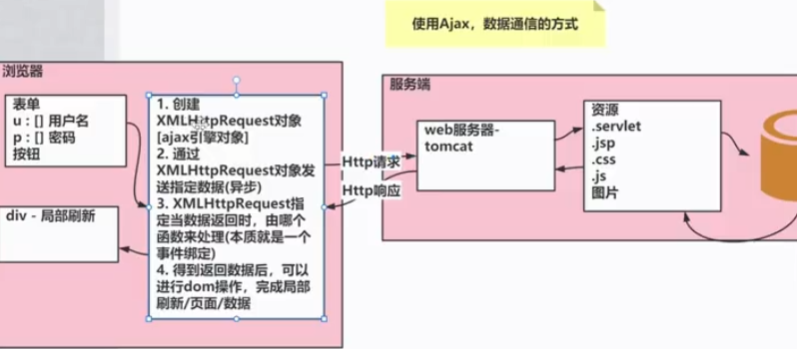 使用Ajax，数据通信的方式
浏览器
表单
u : [] 用户名
p : [] 密码
按钮
div - 局部刷新
1. 创建
XMLHttpRequest对象
[ajax引擎对象]
2. 通过
XMLHttpRequest对象发
送指定数据(异步)
3. XMLHttpRequest指
定当数据返回时，由哪个
函数来处理(本质就是一个
事件绑定)
4. 得到返回数据后，可以
进行dom操作，完成局部
刷新/页面/数据
Http请求
Http响应
服务端
web服务器-
tomcat
资源
.servlet
.jsp
.css
.js
图片